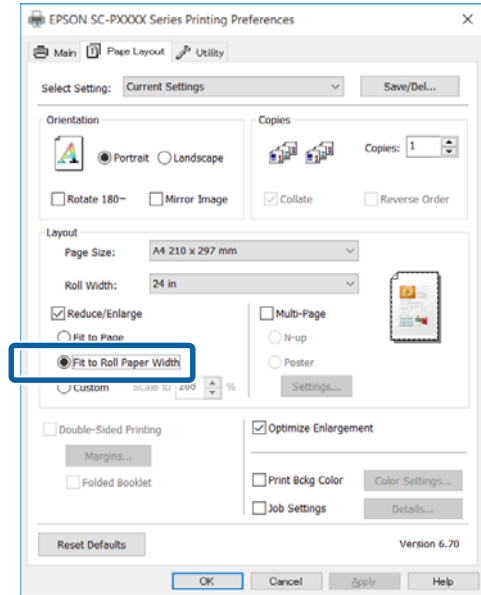 EPSON SC-PXXXX Series Printing Preferences
Main Page Layout Utility
Select Setting: Current Settings Save/Del...
Orientation Copies
Portrait Landscape Copies: 1
Rotate 180° Mirror Image Collate Reverse Order
Layout
Page Size: A4 210 x 297 mm
Roll Width: 24 in
Reduce/Enlarge Multi-Page
Fit to Page N-up
Fit to Roll Paper Width Poster
Custom Scale to 288 % Settings...
Double-Sided Printing Optimize Enlargement
Margins...
Folded Booklet Print Bckg Color Color Settings...
Job Settings Details...
Reset Defaults Version 6.70
OK Cancel Apply Help